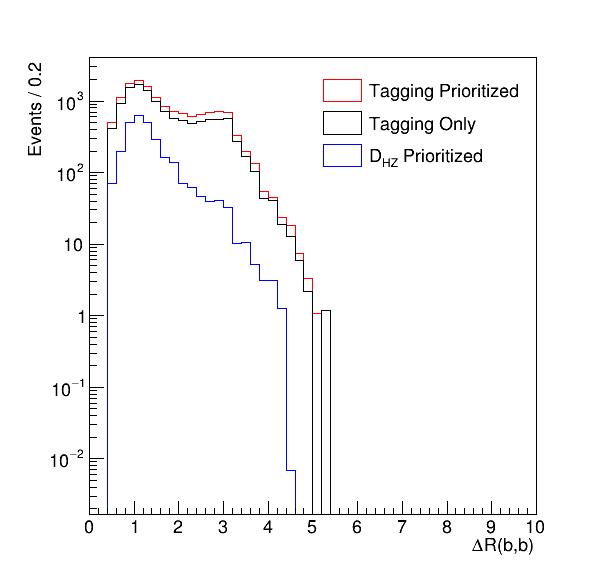 Events / 0.2
10³
10²
10
1
10⁻¹
10⁻²
Tagging Prioritized
Tagging Only
D_HZ Prioritized
0 1 2 3 4 5 6 7 8 9 10
ΔR(b,b)